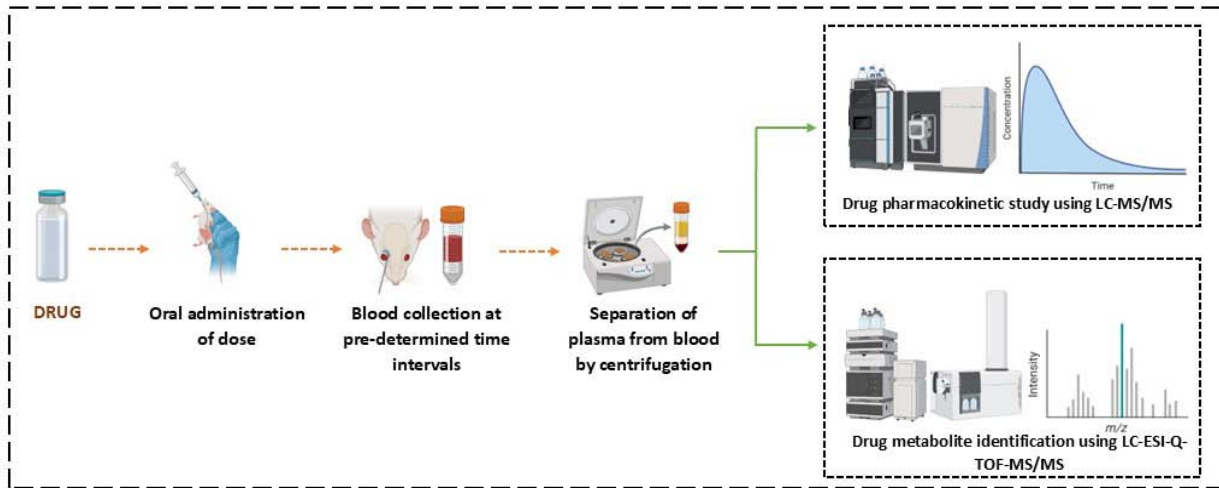 DRUG
Oral administration
of dose
Blood collection at
pre-determined time
intervals
Separation of
plasma from blood
by centrifugation
Concentration
Time
Drug pharmacokinetic study using LC-MS/MS
Intensity
m/z
Drug metabolite identification using LC-ESI-Q-
TOF-MS/MS